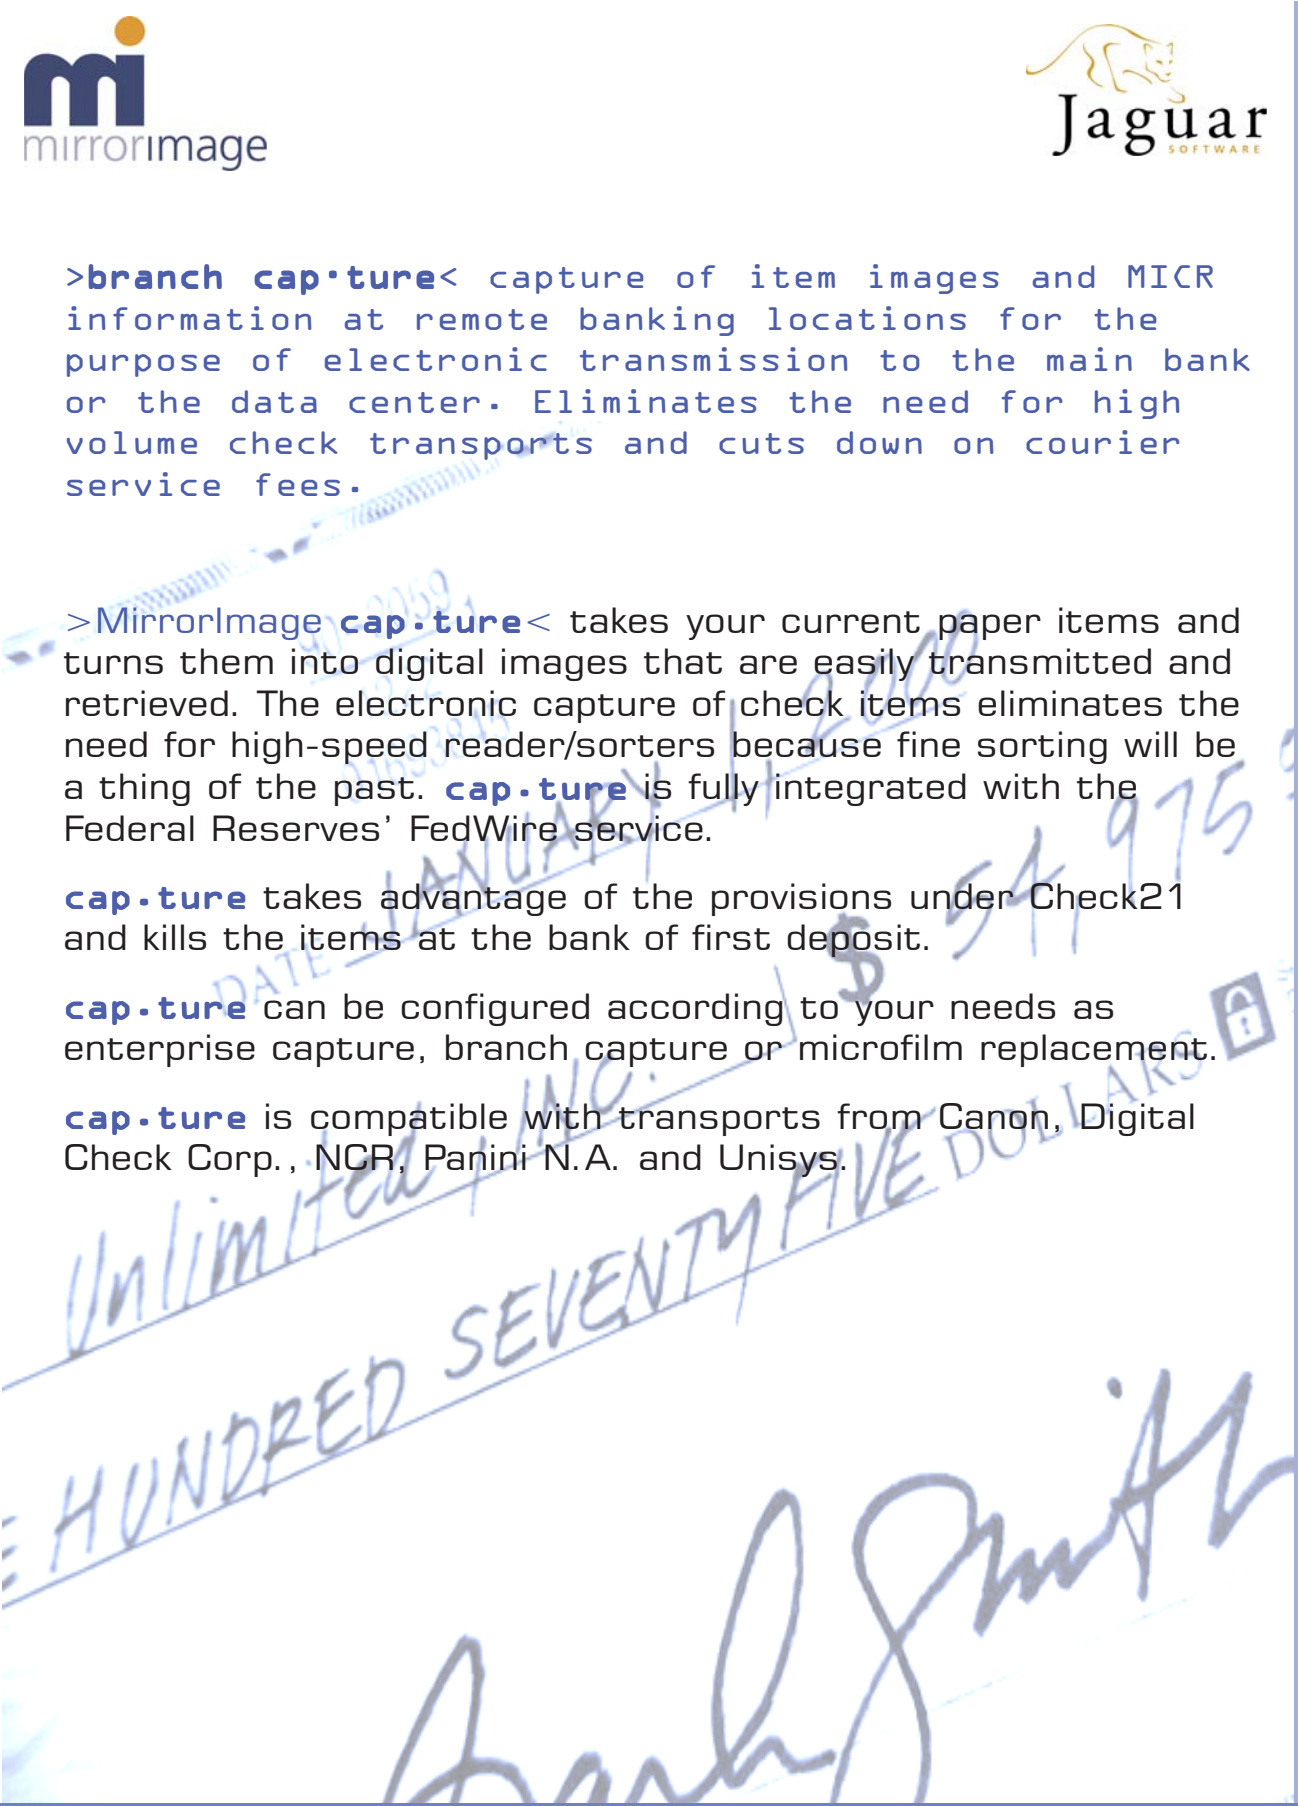 mi
mirrorimage
Jaguar
SOFTWARE
>branch cap·ture< capture of item images and MICR
information at remote banking locations for the
purpose of electronic transmission to the main bank
or the data center. Eliminates the need for high
volume check transports and cuts down on courier
service fees.
>MirrorImage cap·ture< takes your current paper items and
turns them into digital images that are easily transmitted and
retrieved. The electronic capture of check items eliminates the
need for high-speed reader/sorters because fine sorting will be
a thing of the past. cap·ture is fully integrated with the
Federal Reserves’ FedWire service.
cap·ture takes advantage of the provisions under Check21
and kills the items at the bank of first deposit.
cap·ture can be configured according to your needs as
enterprise capture, branch capture or microfilm replacement.
cap·ture is compatible with transports from Canon, Digital
Check Corp., NCR, Panini N.A. and Unisys.
90-2059
DATE JANUARY 1, 2000
$ 54,975
Unlimited, INC.
HUNDRED SEVENTY FIVE DOLLARS
Smith